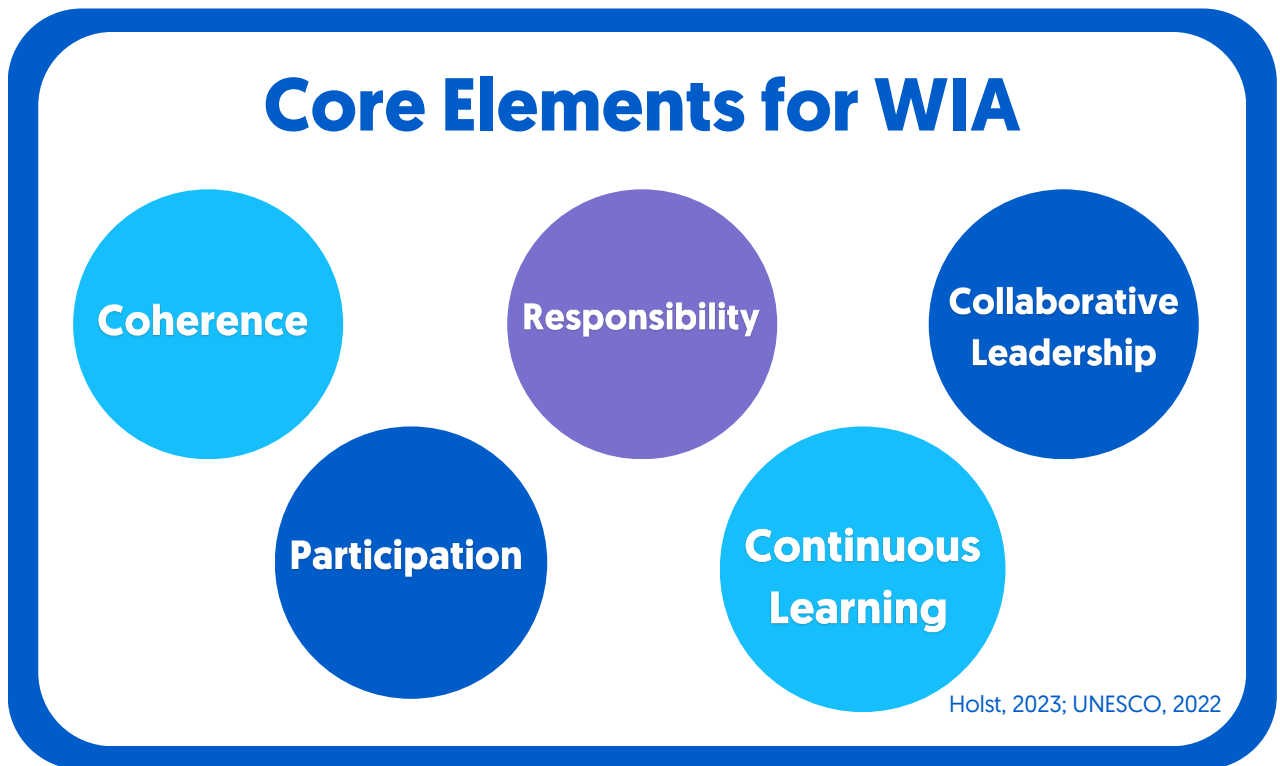 Core Elements for WIA
Coherence
Responsibility
Collaborative
Leadership
Participation
Continuous
Learning
Holst, 2023; UNESCO, 2022